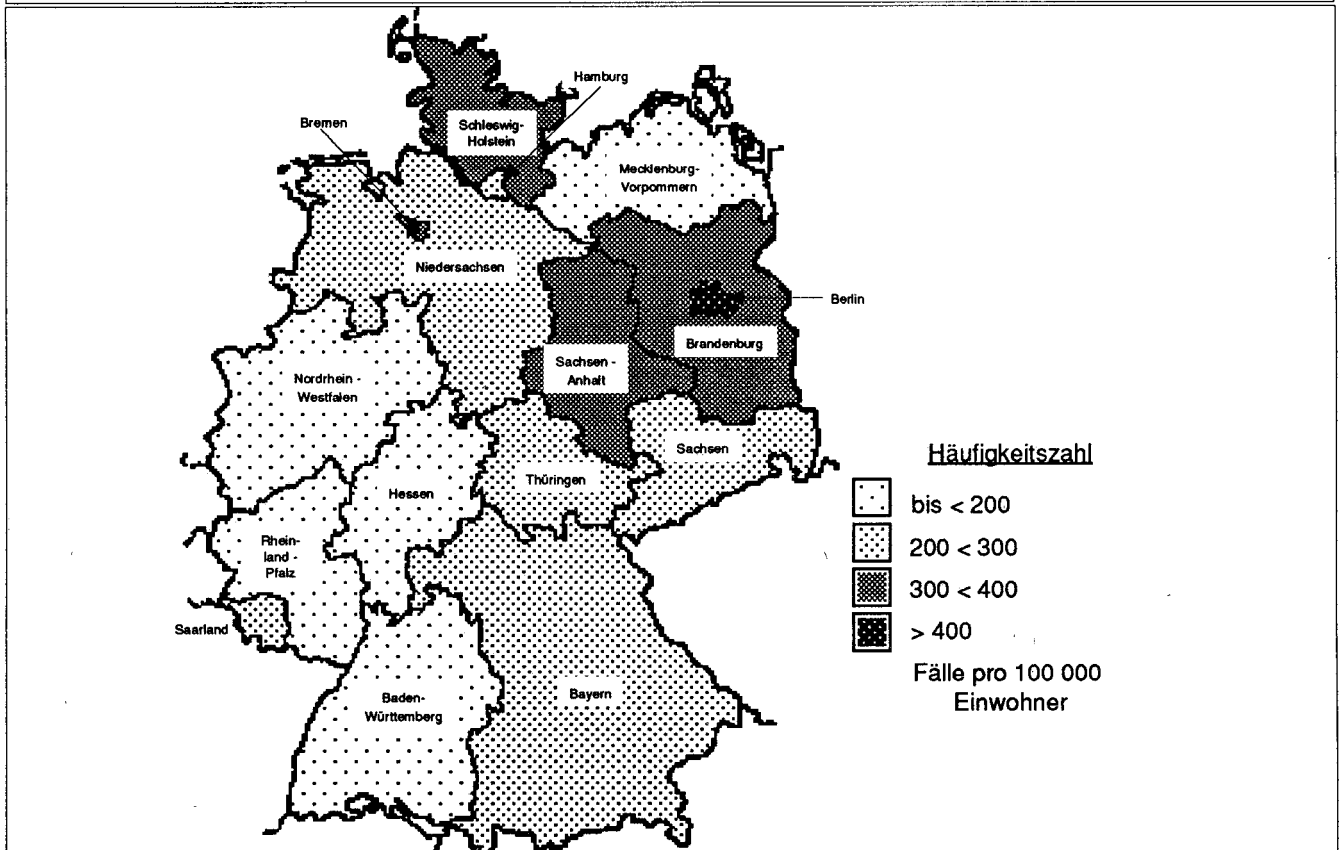 Hamburg
Bremen
Schleswig-
Holstein
Mecklenburg-
Vorpommern
Niedersachsen
Berlin
Brandenburg
Sachsen -
Anhalt
Nordrhein -
Westfalen
Sachsen
Thüringen
Hessen
Rhein-
land -
Pfalz
Saarland
Baden-
Württemberg
Bayern
Häufigkeitszahl
bis < 200
200 < 300
300 < 400
> 400
Fälle pro 100 000
Einwohner